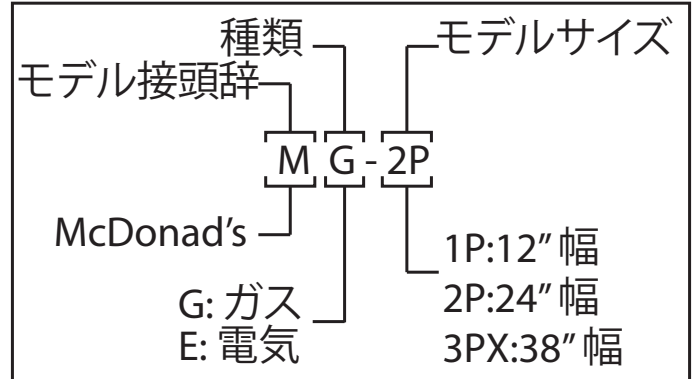 種類
モデルサイズ
モデル接頭辞
M G - 2P
McDonad's
1P:12" 幅
G: ガス
2P:24" 幅
E: 電気
3PX:38" 幅